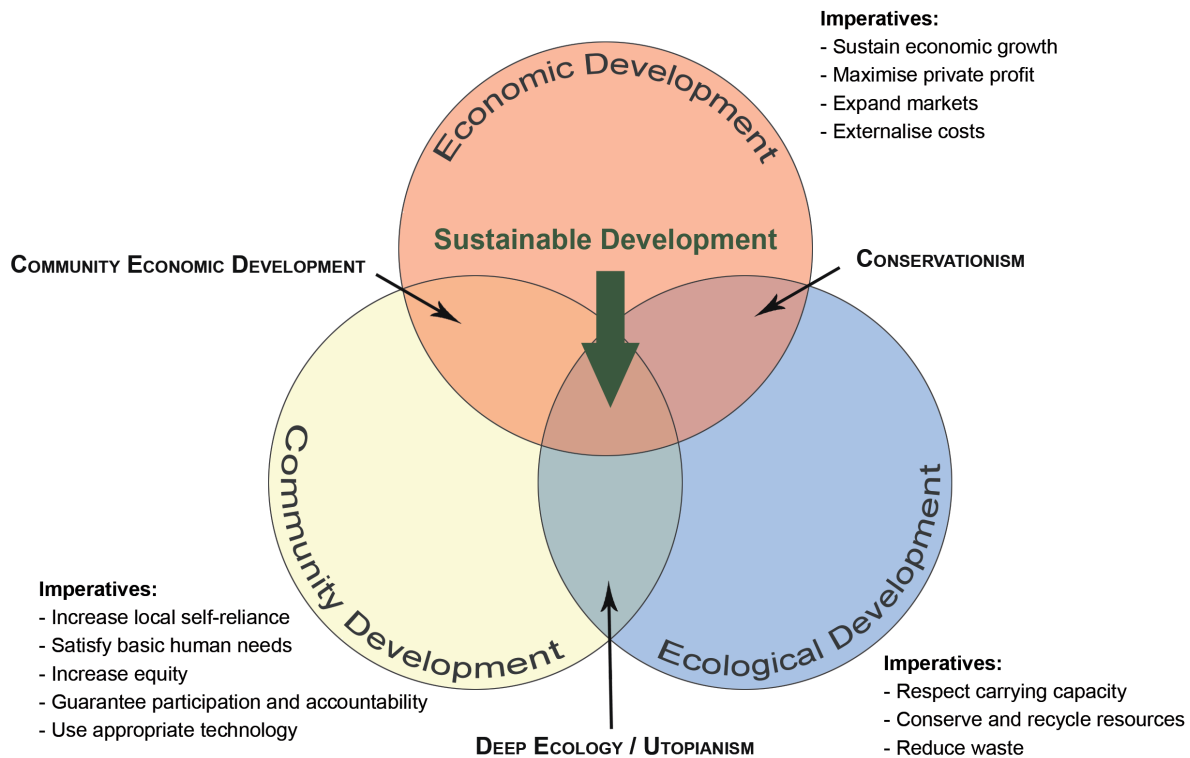 Imperatives:
- Sustain economic growth
- Maximise private profit
- Expand markets
- Externalise costs
Economic Development
Sustainable Development
COMMUNITY ECONOMIC DEVELOPMENT
CONSERVATIONISM
Community Development
Ecological Development
Imperatives:
- Increase local self-reliance
- Satisfy basic human needs
- Increase equity
- Guarantee participation and accountability
- Use appropriate technology
Imperatives:
- Respect carrying capacity
- Conserve and recycle resources
- Reduce waste
DEEP ECOLOGY / UTOPIANISM